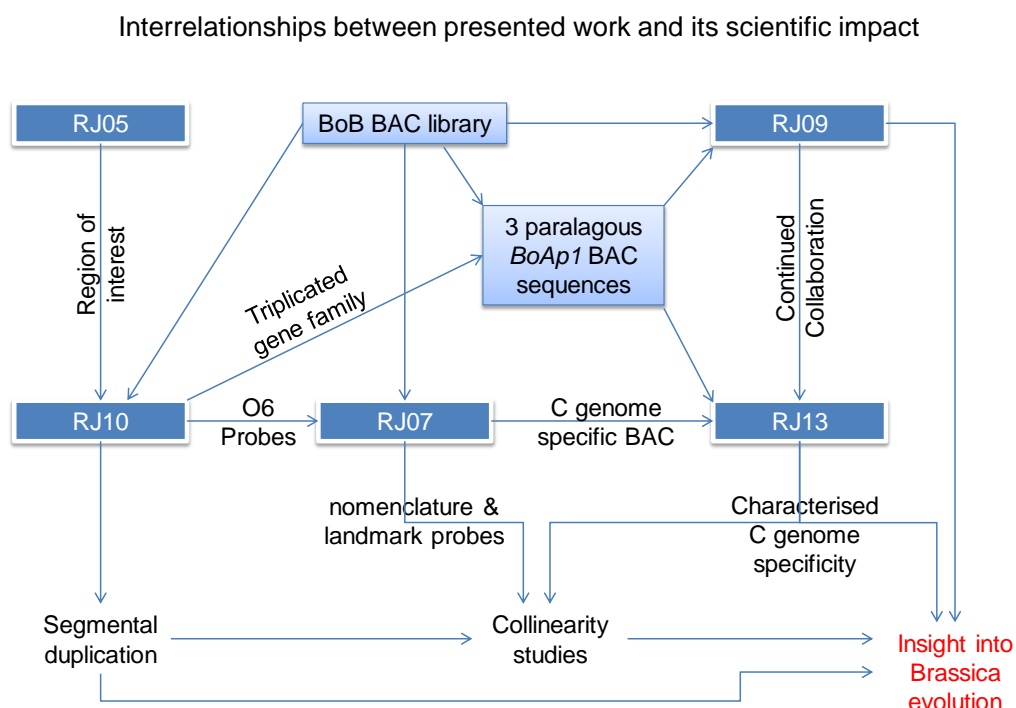 Interrelationships between presented work and its scientific impact
RJ05
BoB BAC library
RJ09
Region of
interest
3 paralagous
BoAp1 BAC
sequences
Continued
Collaboration
Triplicated
gene family
RJ10
O6
Probes
RJ07
C genome
specific BAC
RJ13
nomenclature &
landmark probes
Characterised
C genome
specificity
Segmental
duplication
Collinearity
studies
Insight into
Brassica
evolution